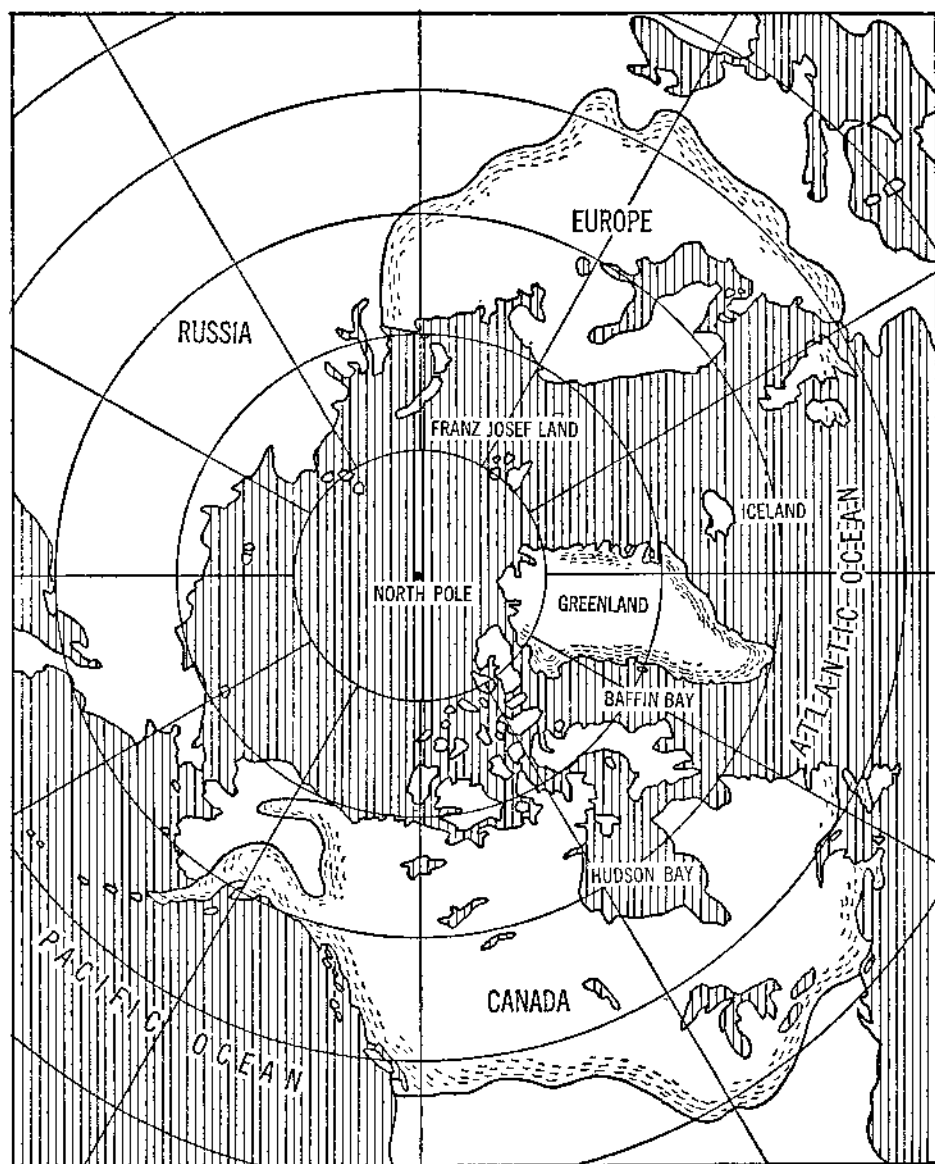 EUROPE
RUSSIA
FRANZ JOSEF LAND
ICELAND
NORTH POLE
GREENLAND
ATLANTIC OCEAN
BAFFIN BAY
HUDSON BAY
PACIFIC OCEAN
CANADA